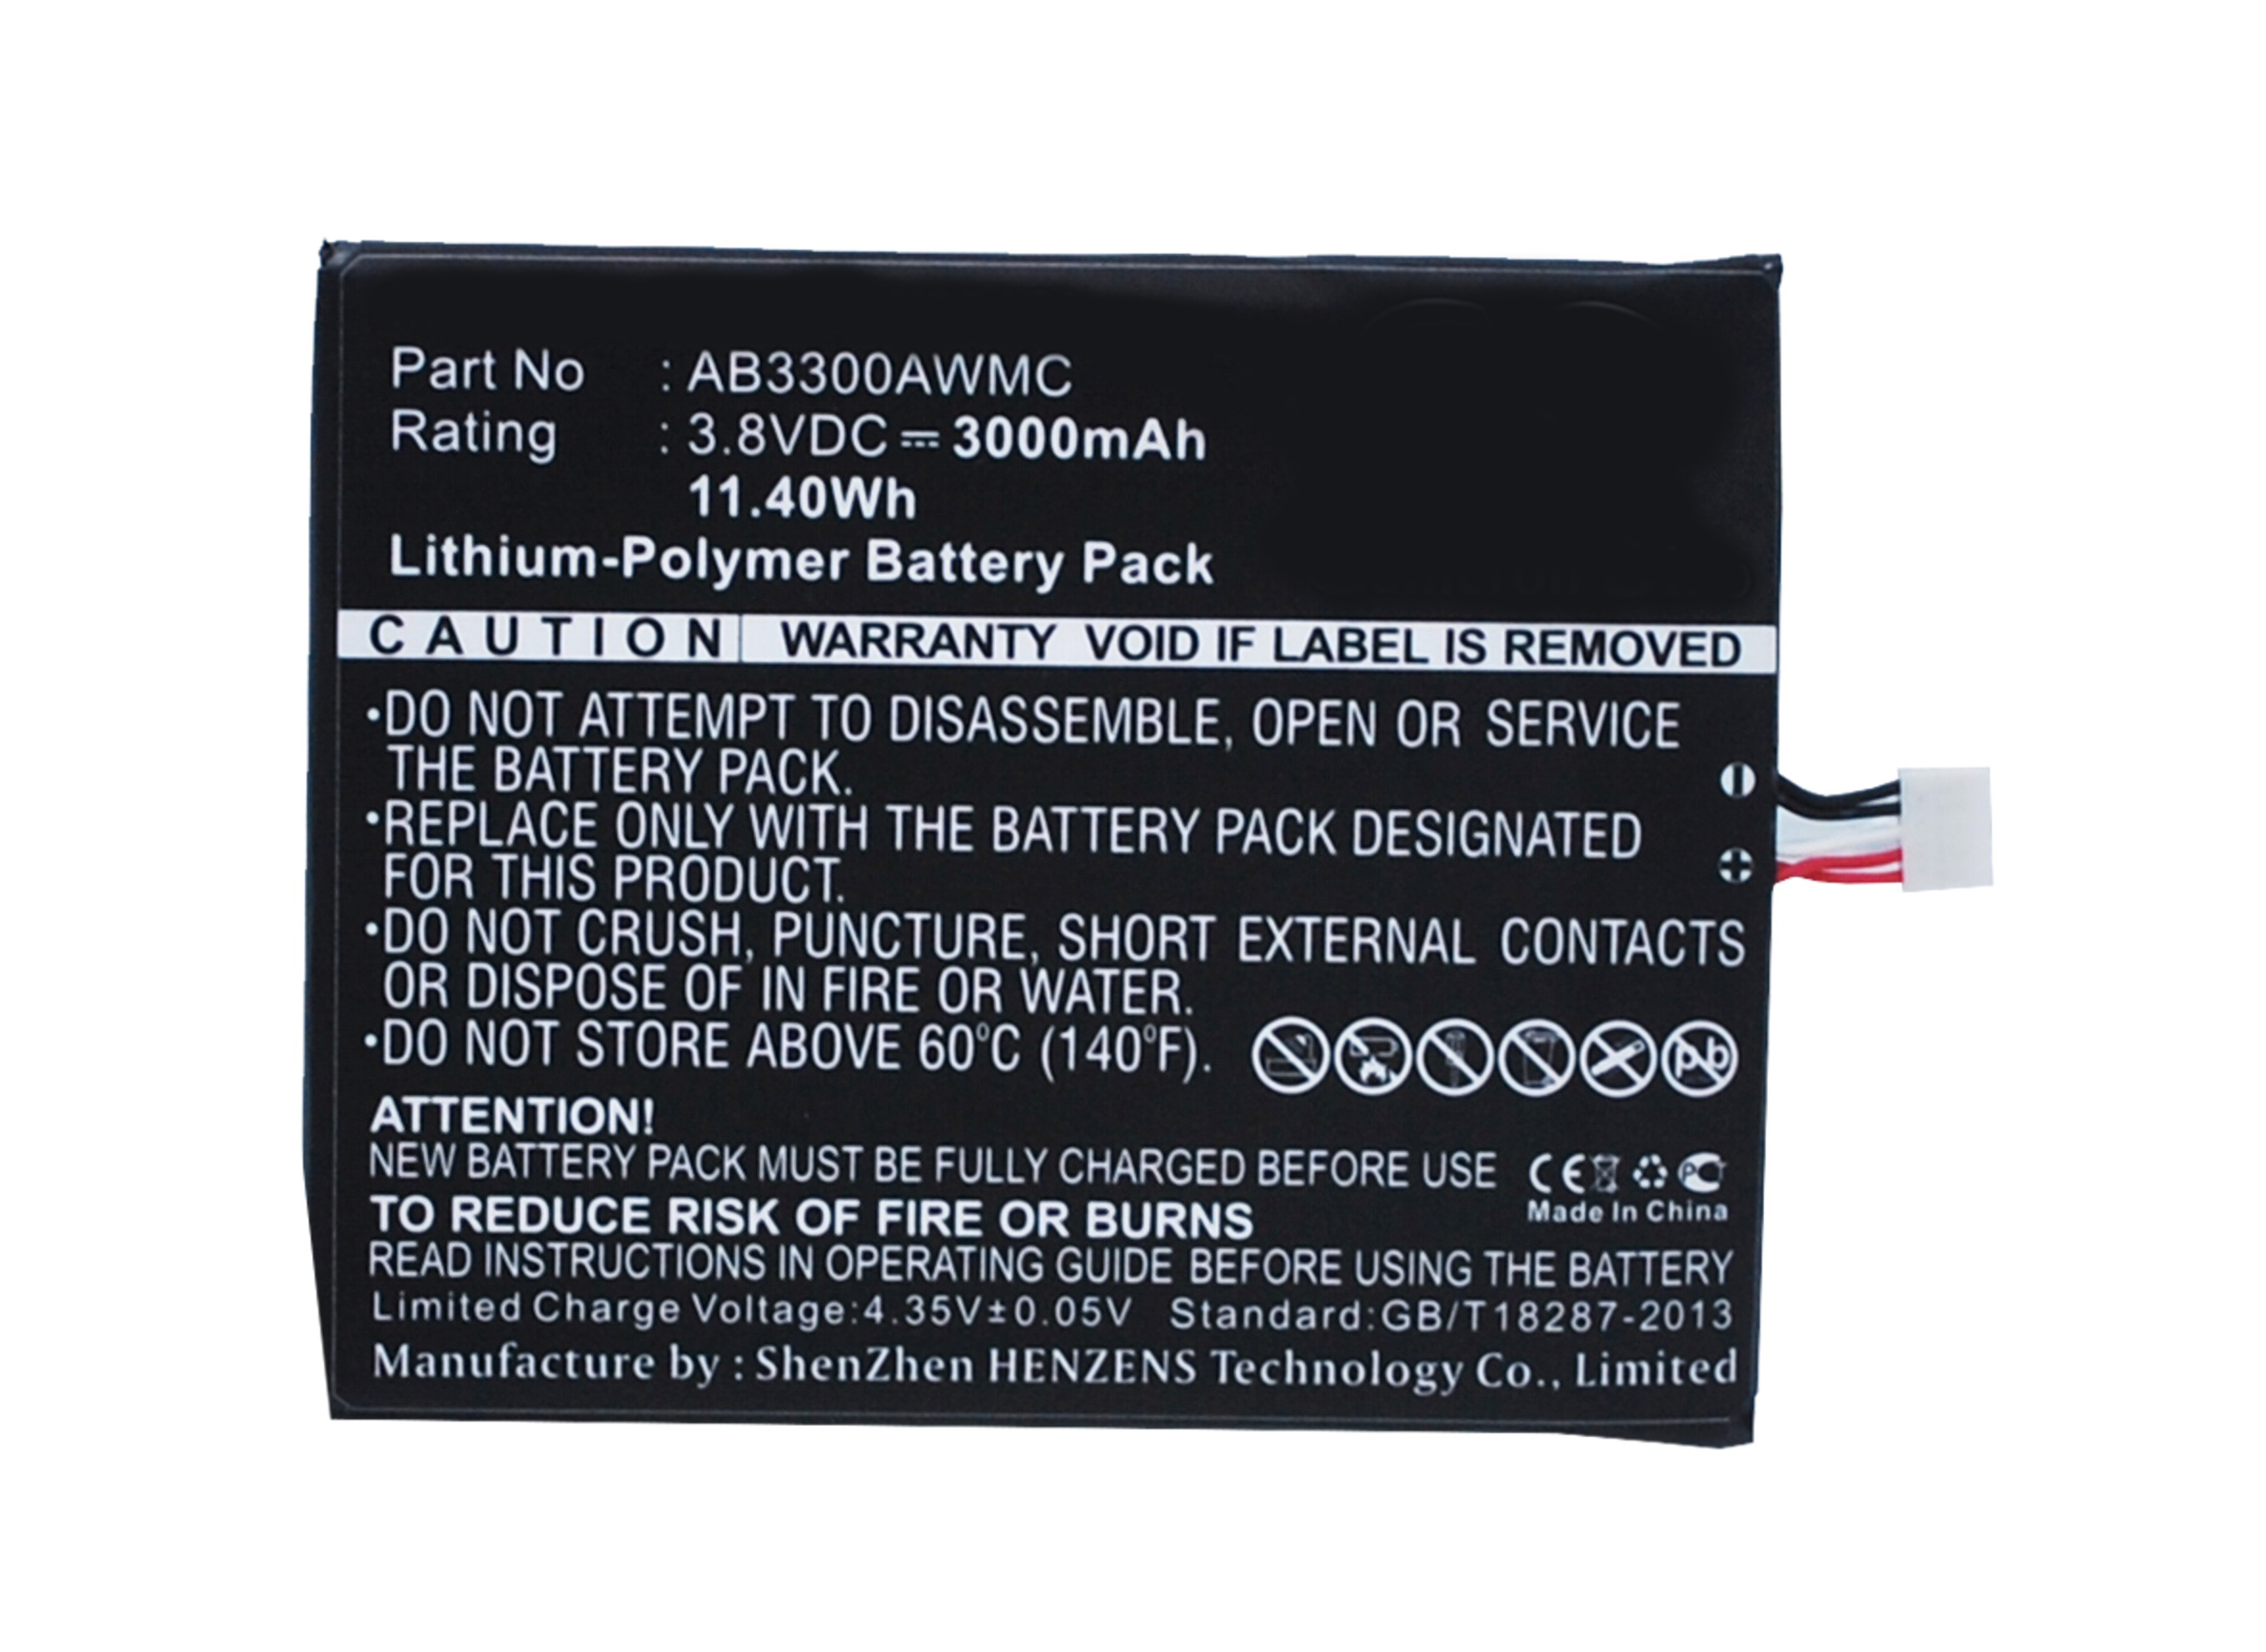 Part No : AB3300AWMC
Rating : 3.8VDC ⎓ 3000mAh
11.40Wh
Lithium-Polymer Battery Pack
CAUTION WARRANTY VOID IF LABEL IS REMOVED
•DO NOT ATTEMPT TO DISASSEMBLE, OPEN OR SERVICE
THE BATTERY PACK.
•REPLACE ONLY WITH THE BATTERY PACK DESIGNATED
FOR THIS PRODUCT.
•DO NOT CRUSH, PUNCTURE, SHORT EXTERNAL CONTACTS
OR DISPOSE OF IN FIRE OR WATER.
•DO NOT STORE ABOVE 60°C (140°F).
Pb
ATTENTION!
NEW BATTERY PACK MUST BE FULLY CHARGED BEFORE USE
CE
Made In China
TO REDUCE RISK OF FIRE OR BURNS
READ INSTRUCTIONS IN OPERATING GUIDE BEFORE USING THE BATTERY
Limited Charge Voltage:4.35V±0.05V Standard:GB/T18287-2013
Manufacture by : ShenZhen HENZENS Technology Co., Limited